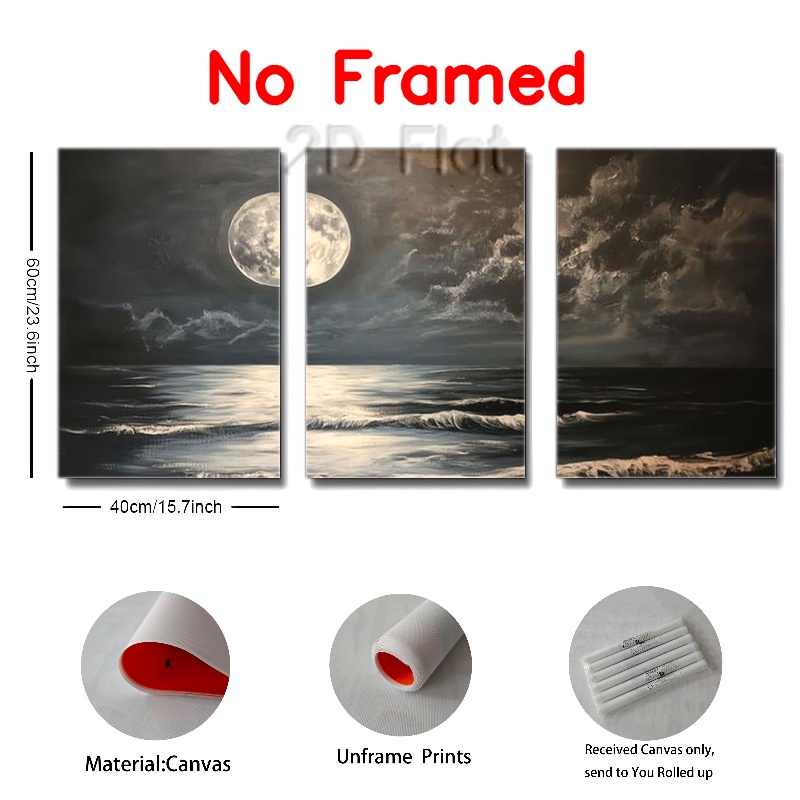 No Framed
2D Flat
60cm/23.6inch
40cm/15.7inch
Material:Canvas
Unframe Prints
Received Canvas only,
send to You Rolled up